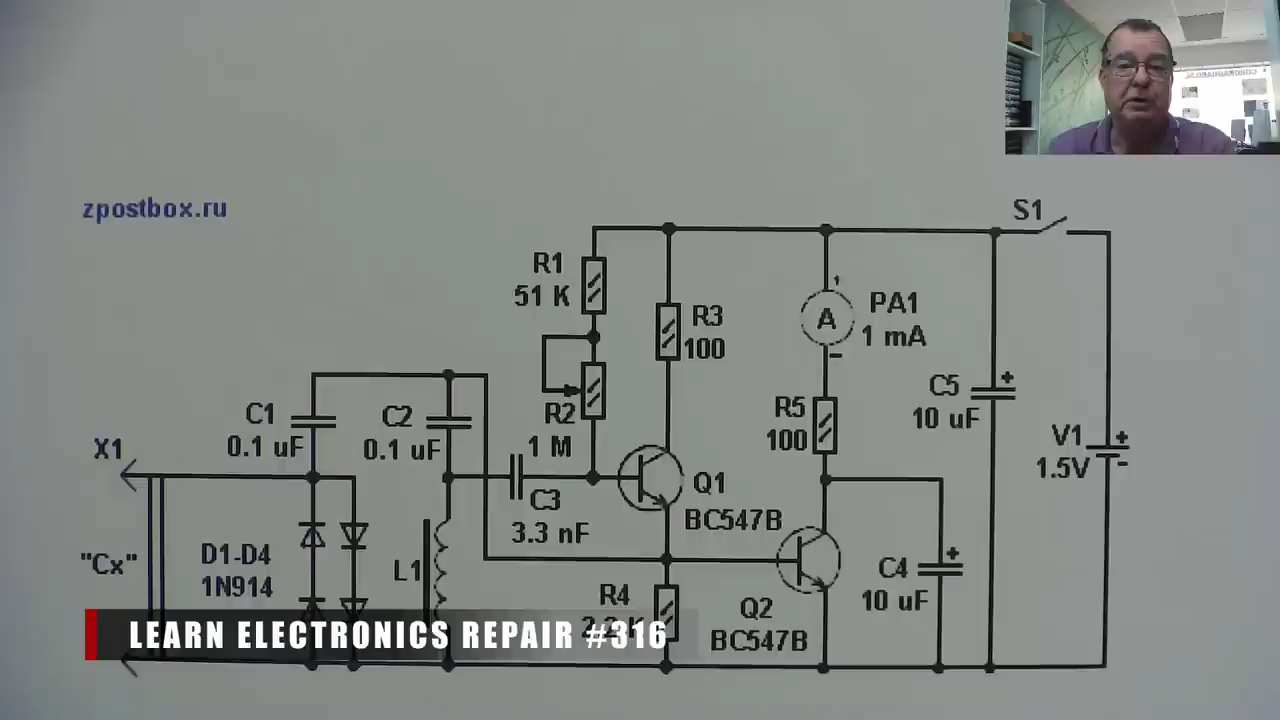 zpostbox.ru
S1
R1
51 K
R3
100
A
PA1
1 mA
C5
10 uF
V1
1.5V
R5
100
R2
1 M
C1
0.1 uF
C2
0.1 uF
X1
C3
3.3 nF
Q1
BC547B
"Cx"
D1-D4
1N914
L1
R4
Q2
BC547B
C4
10 uF
LEARN ELECTRONICS REPAIR #316